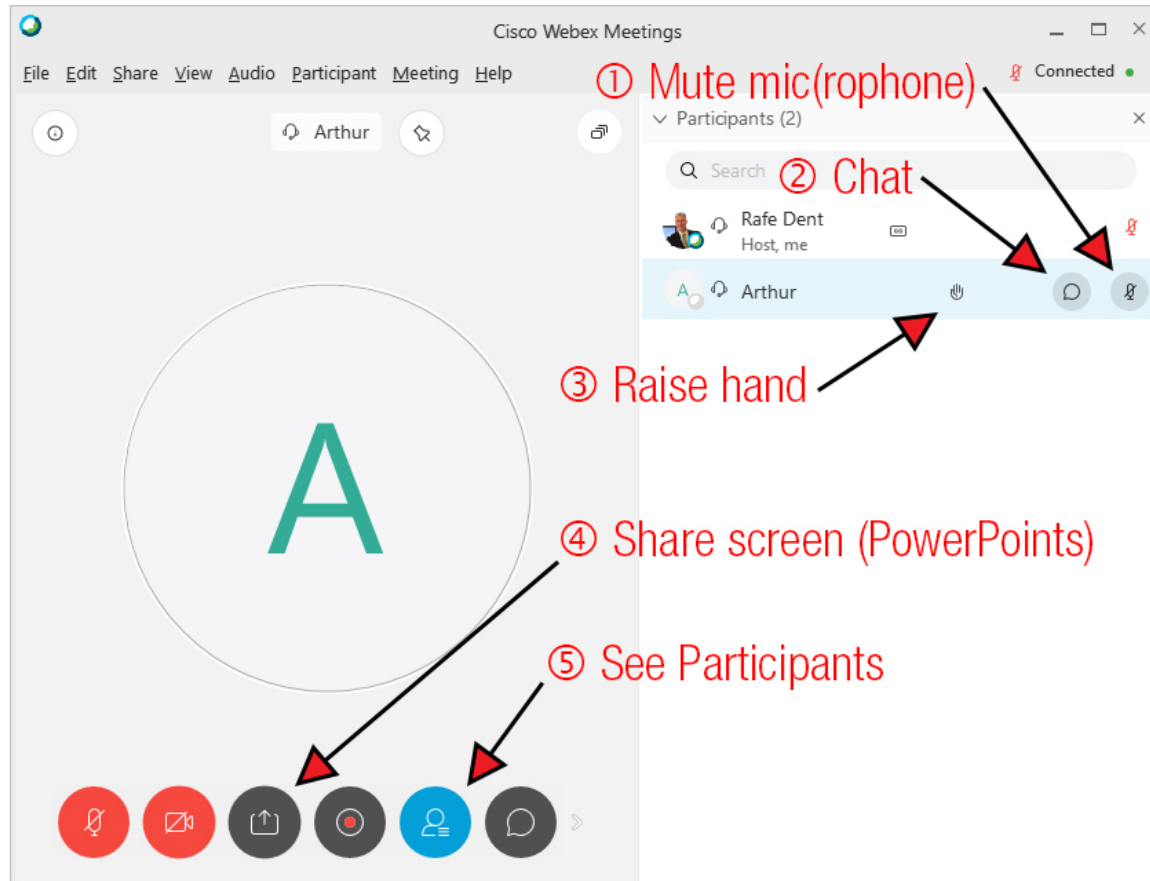 Cisco Webex Meetings
File Edit Share View Audio Participant Meeting Help
Connected
① Mute mic(rophone)
Arthur
Participants (2)
Search
② Chat
Rafe Dent
Host, me
A Arthur
③ Raise hand
A
④ Share screen (PowerPoints)
⑤ See Participants